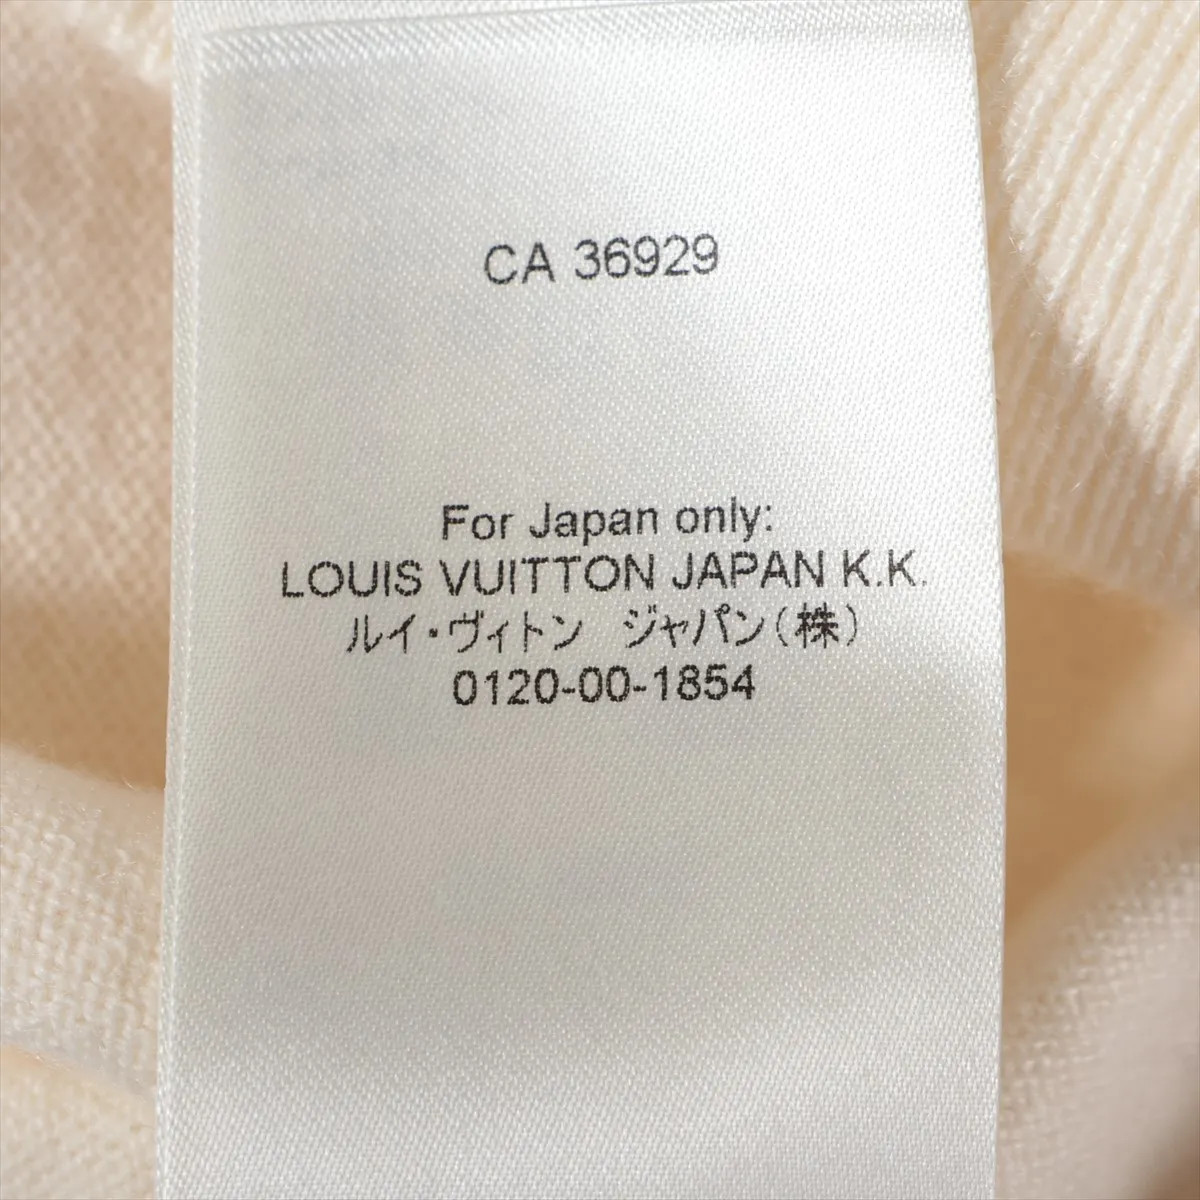 CA 36929
For Japan only:
LOUIS VUITTON JAPAN K.K.
ルイ・ヴィトン　ジャパン（株）
0120-00-1854